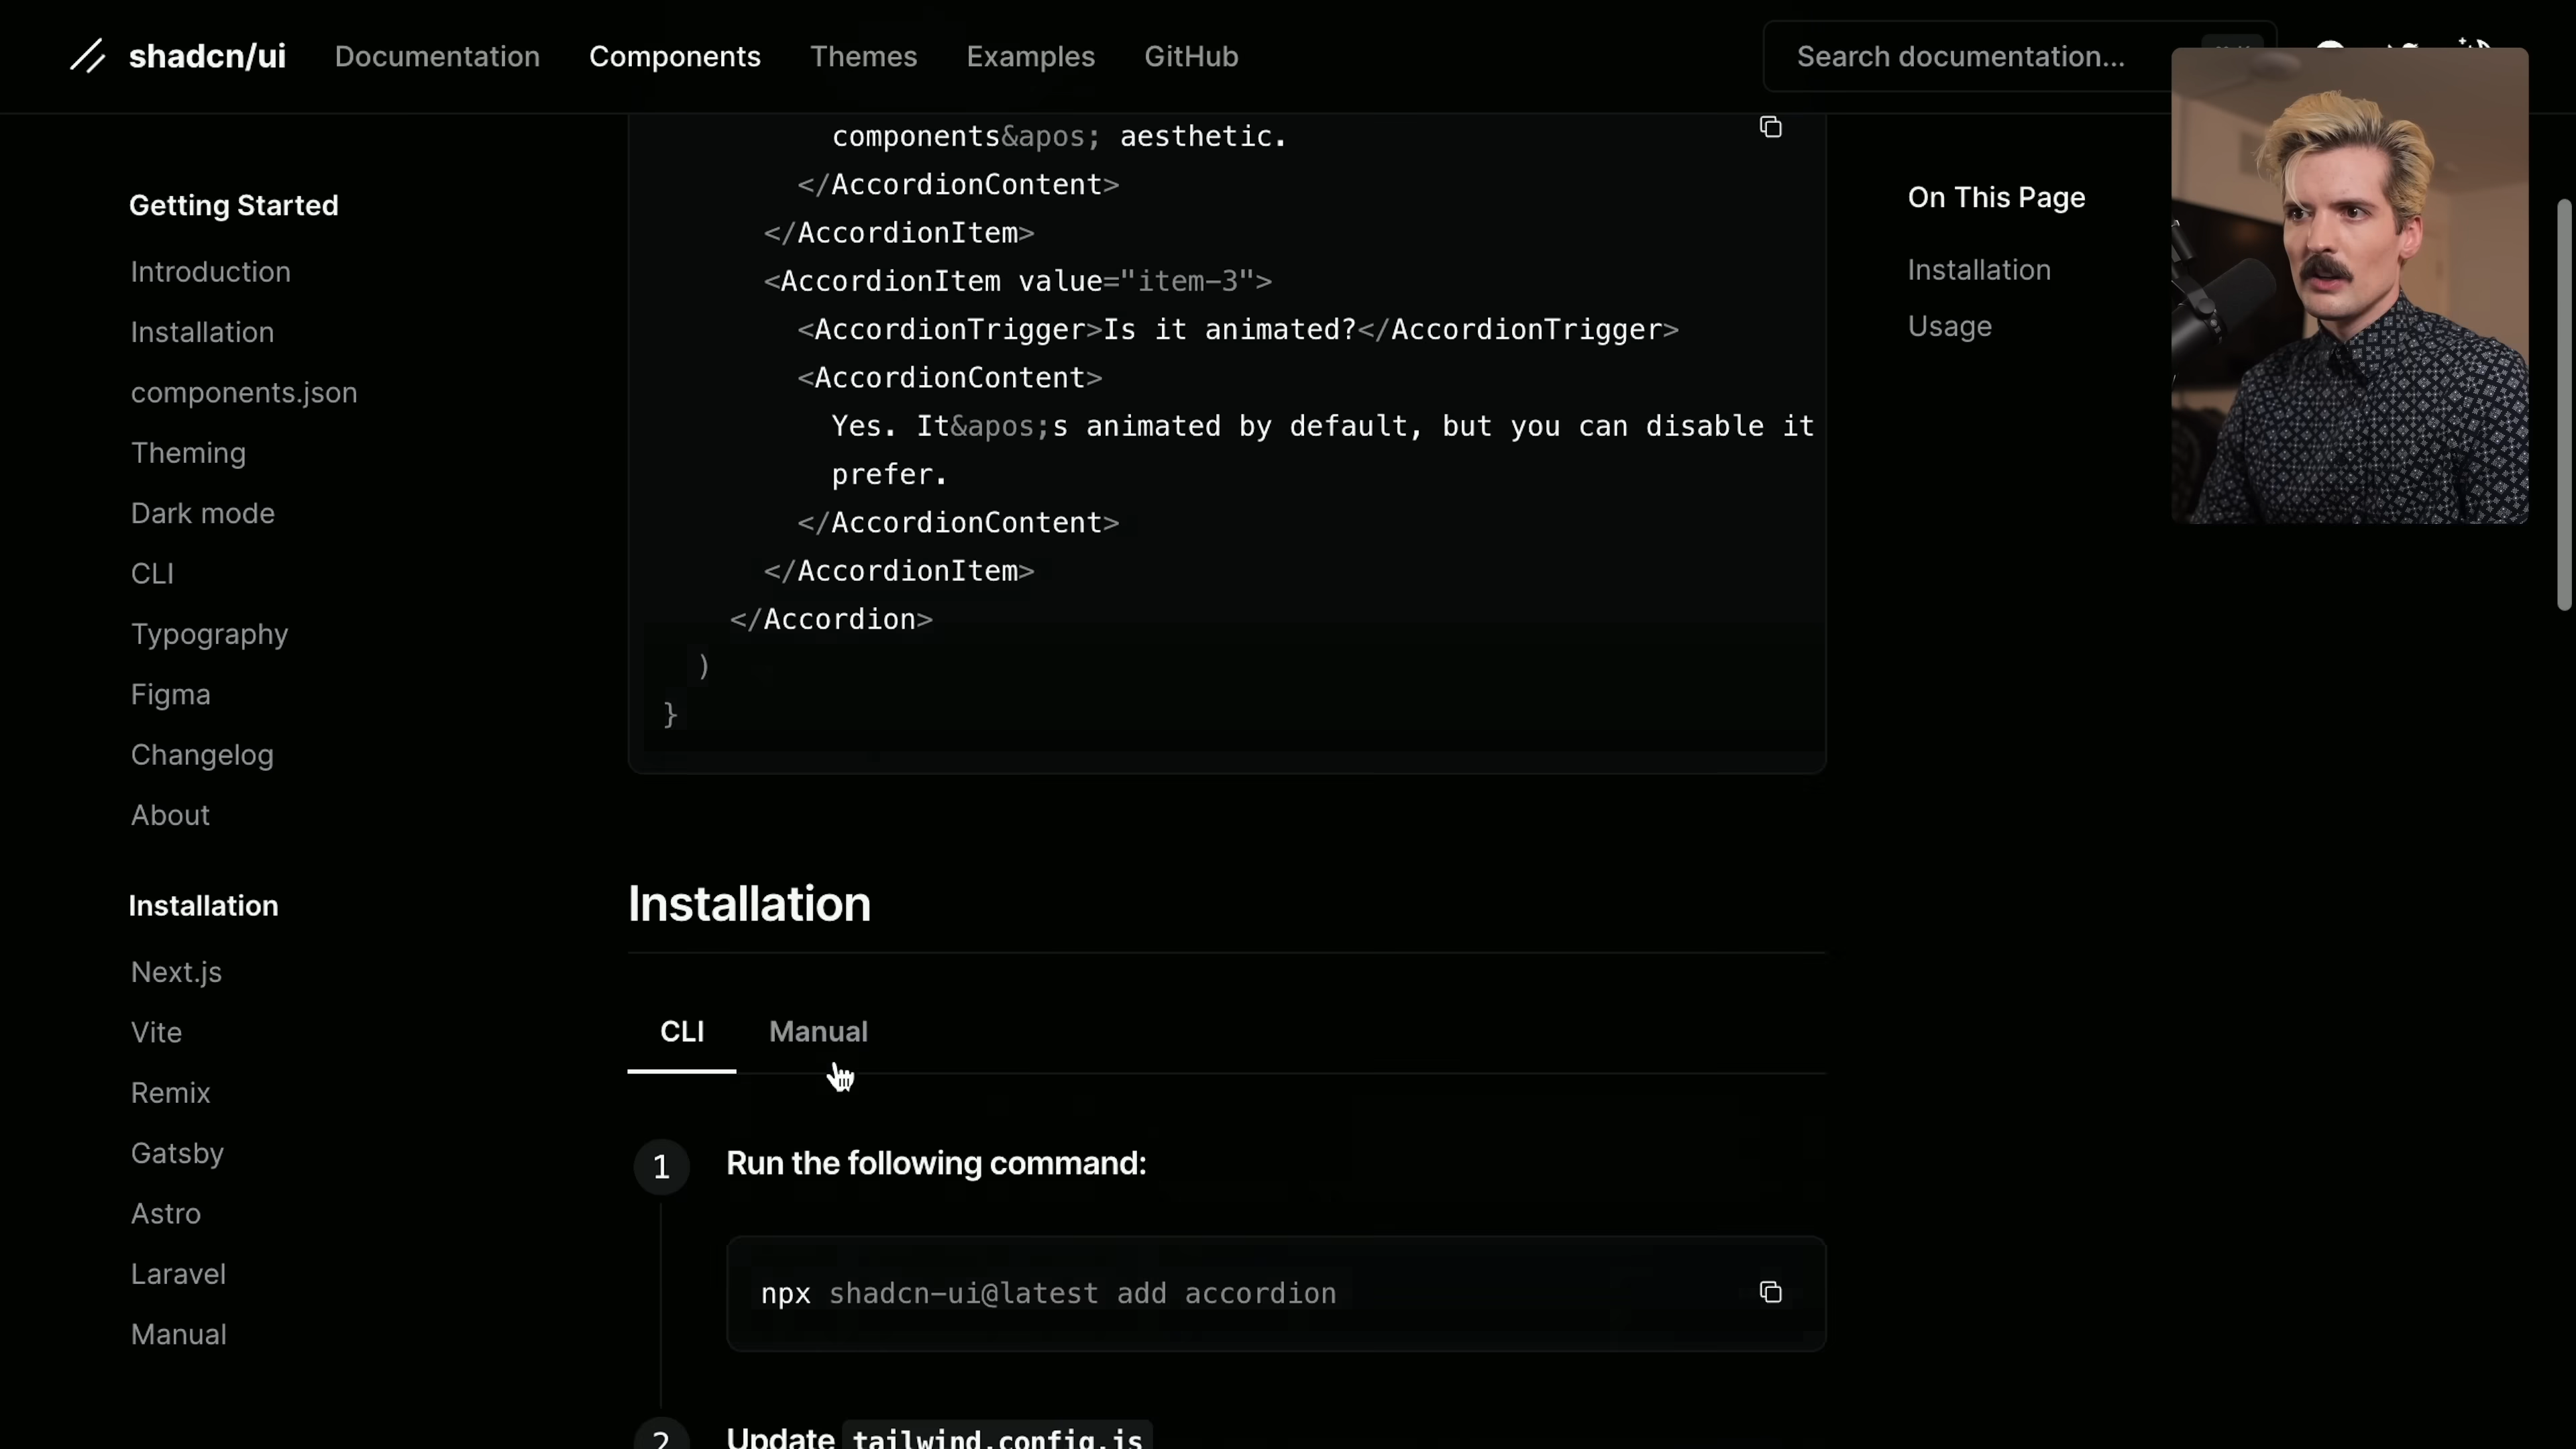 shadcn/ui
Documentation
Components
Themes
Examples
GitHub
Search documentation...
Getting Started
Introduction
Installation
components.json
Theming
Dark mode
CLI
Typography
Figma
Changelog
About
Installation
Next.js
Vite
Remix
Gatsby
Astro
Laravel
Manual
components&apos; aesthetic.
</AccordionContent>
</AccordionItem>
<AccordionItem value="item-3">
<AccordionTrigger>Is it animated?</AccordionTrigger>
<AccordionContent>
Yes. It&apos;s animated by default, but you can disable it
prefer.
</AccordionContent>
</AccordionItem>
</Accordion>
)
}
Installation
CLI
Manual
1
Run the following command:
npx shadcn-ui@latest add accordion
2
Update tailwind.config.js
On This Page
Installation
Usage